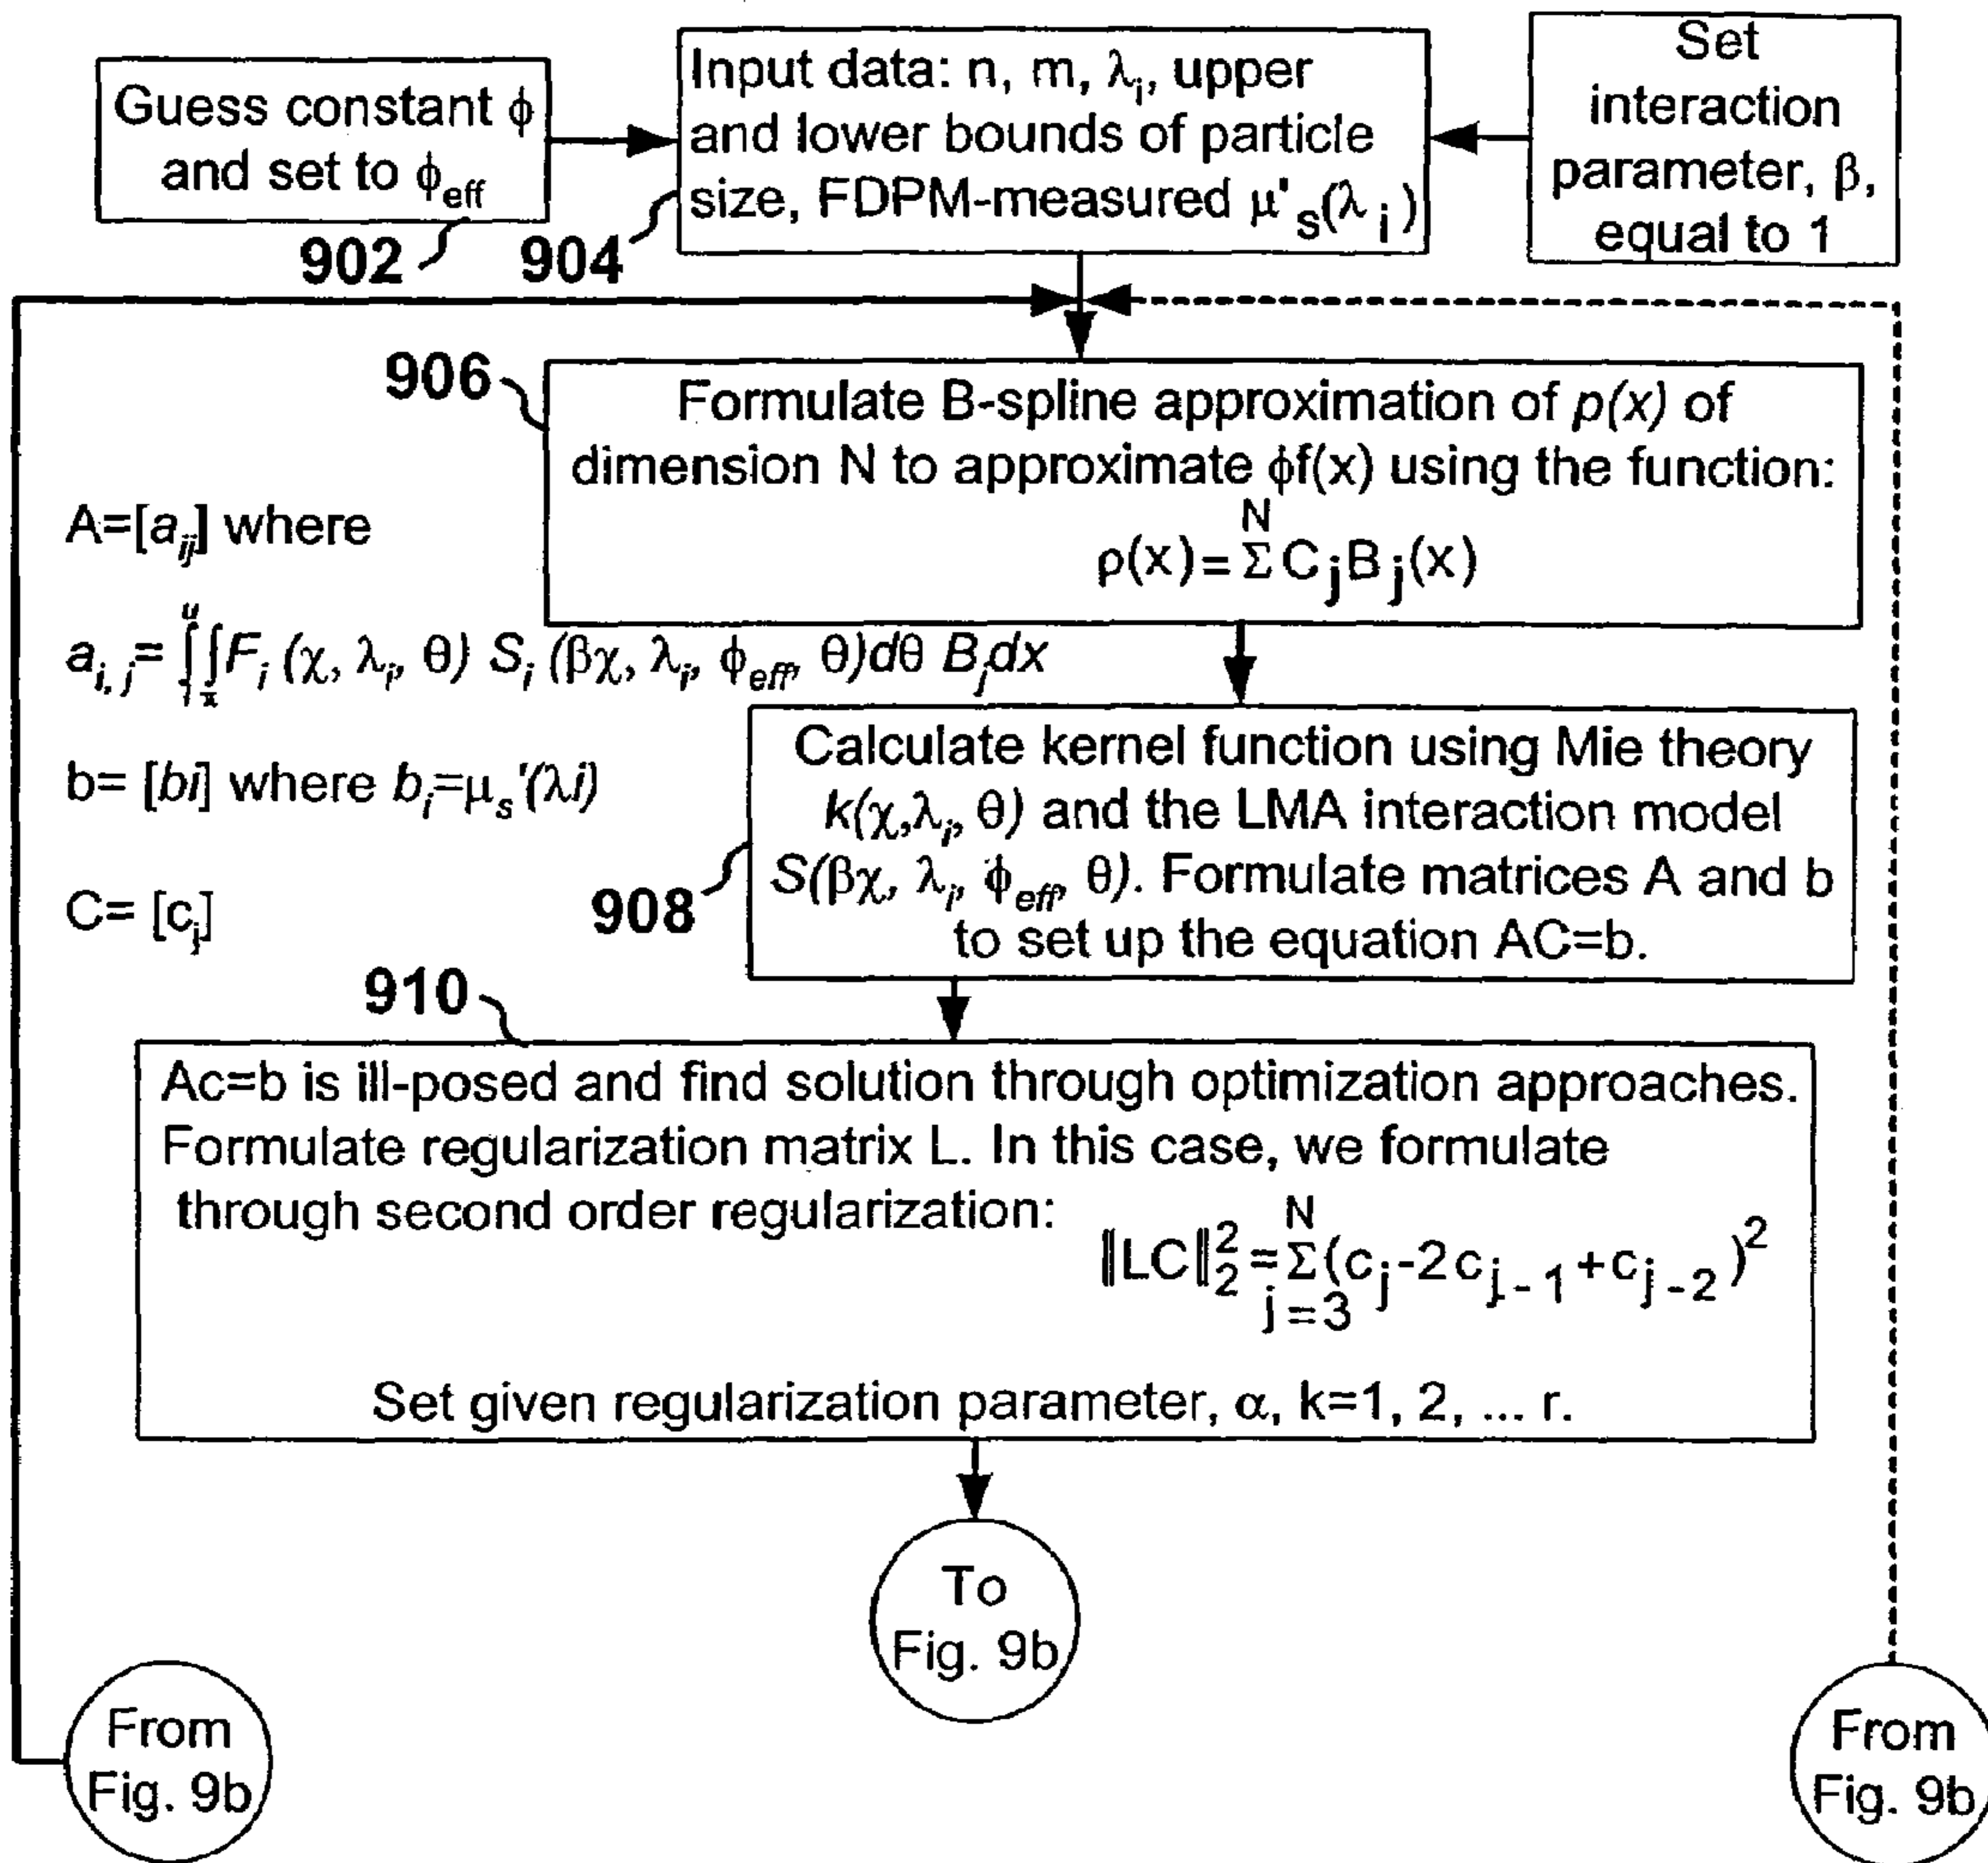 Guess constant ϕ
and set to ϕeff
902
Input data: n, m, λi, upper
and lower bounds of particle
size, FDPM-measured μ's(λi)
904
Set
interaction
parameter, β,
equal to 1
906
Formulate B-spline approximation of ρ(x) of
dimension N to approximate ϕf(x) using the function:
N
ρ(x)=ΣCjBj(x)
A=[aij] where
ai,j= ∫∫Fi (χ, λi, θ) Si (βχ, λi, ϕeff, θ)dθ Bjdx
b= [bi] where bi=μs'(λi)
C= [cj]
Calculate kernel function using Mie theory
k(χ,λi, θ) and the LMA interaction model
S(βχ, λi, ϕeff, θ). Formulate matrices A and b
to set up the equation AC=b.
908
910
Ac=b is ill-posed and find solution through optimization approaches.
Formulate regularization matrix L. In this case, we formulate
through second order regularization:
N
‖LC‖²₂=Σ(cj-2cj-1+cj-2)²
j=3
Set given regularization parameter, α, k=1, 2, ... r.
To
Fig. 9b
From
Fig. 9b
From
Fig. 9b